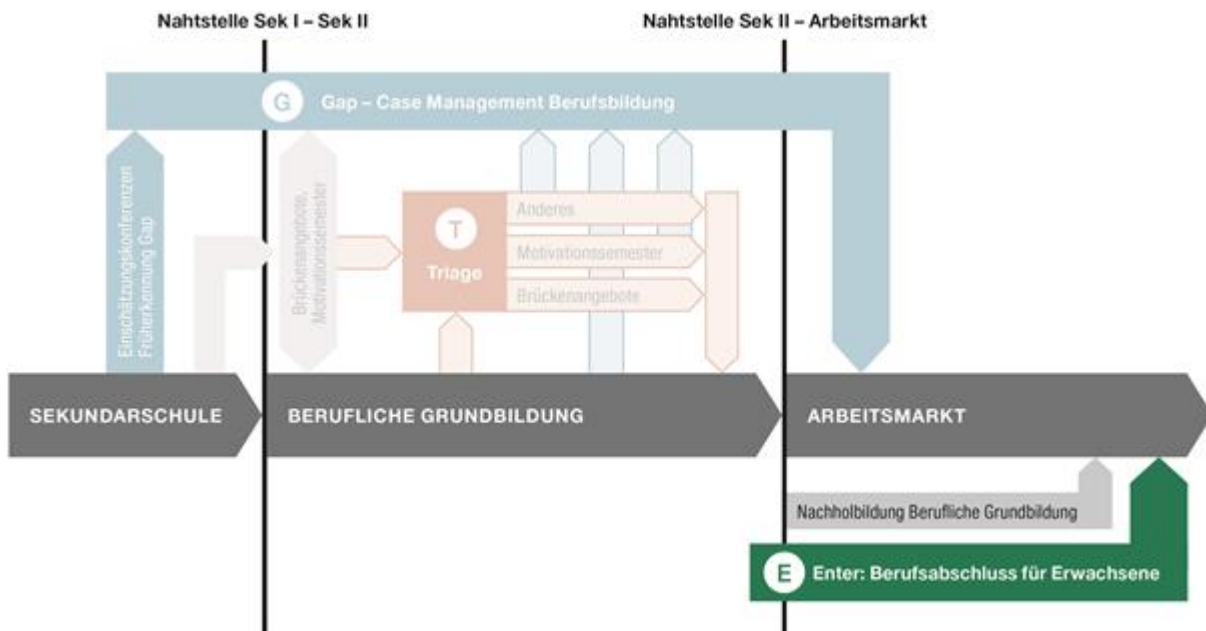 Nahtstelle Sek I – Sek II
Nahtstelle Sek II – Arbeitsmarkt
G
Gap – Case Management Berufsbildung
Einschätzungskonferenzen
Früherkennung Gap
Brückenangebote,
Motivationssemester
T
Triage
Anderes
Motivationssemester
Brückenangebote
SEKUNDARSCHULE
BERUFLICHE GRUNDBILDUNG
ARBEITSMARKT
Nachholbildung Berufliche Grundbildung
E
Enter: Berufsabschluss für Erwachsene